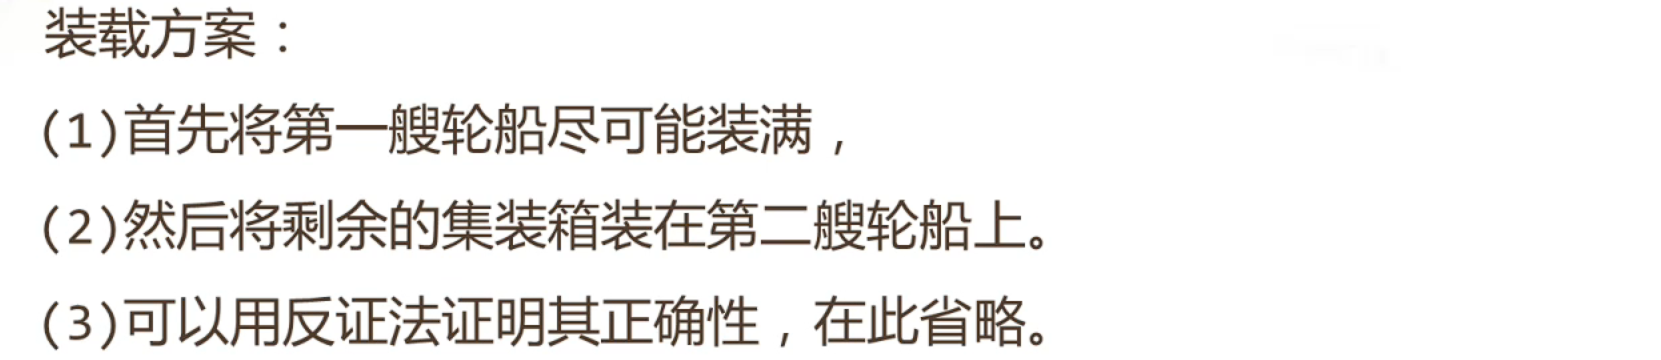 装载方案：
(1)首先将第一艘轮船尽可能装满，
(2)然后将剩余的集装箱装在第二艘轮船上。
(3)可以用反证法证明其正确性，在此省略。